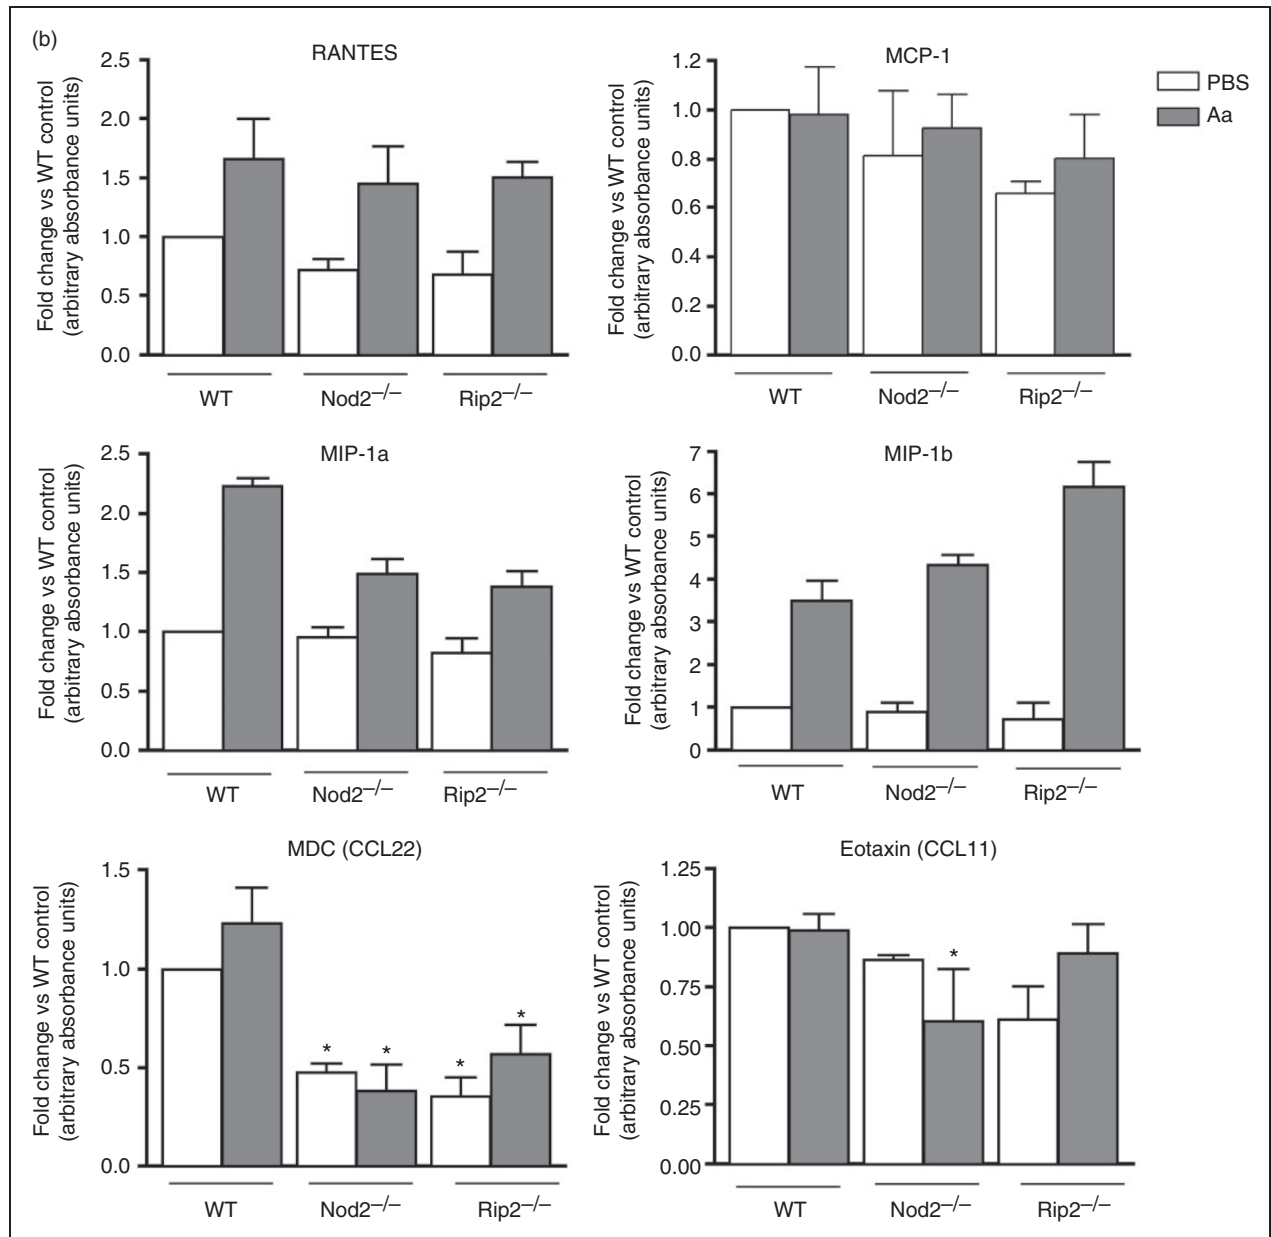 (b)
RANTES
Fold change vs WT control
(arbitrary absorbance units)
2.5
2.0
1.5
1.0
0.5
0.0
WT
Nod2–/–
Rip2–/–
MCP-1
Fold change vs WT control
(arbitrary absorbance units)
1.2
1.0
0.8
0.6
0.4
0.2
0.0
WT
Nod2–/–
Rip2–/–
PBS
Aa
MIP-1a
Fold change vs WT control
(arbitrary absorbance units)
2.5
2.0
1.5
1.0
0.5
0.0
WT
Nod2–/–
Rip2–/–
MIP-1b
Fold change vs WT control
(arbitrary absorbance units)
7
6
5
4
3
2
1
0
WT
Nod2–/–
Rip2–/–
MDC (CCL22)
Fold change vs WT control
(arbitrary absorbance units)
1.5
1.0
0.5
0.0
*
*
*
*
WT
Nod2–/–
Rip2–/–
Eotaxin (CCL11)
Fold change vs WT control
(arbitrary absorbance units)
1.25
1.00
0.75
0.50
0.25
0.00
*
WT
Nod2–/–
Rip2–/–